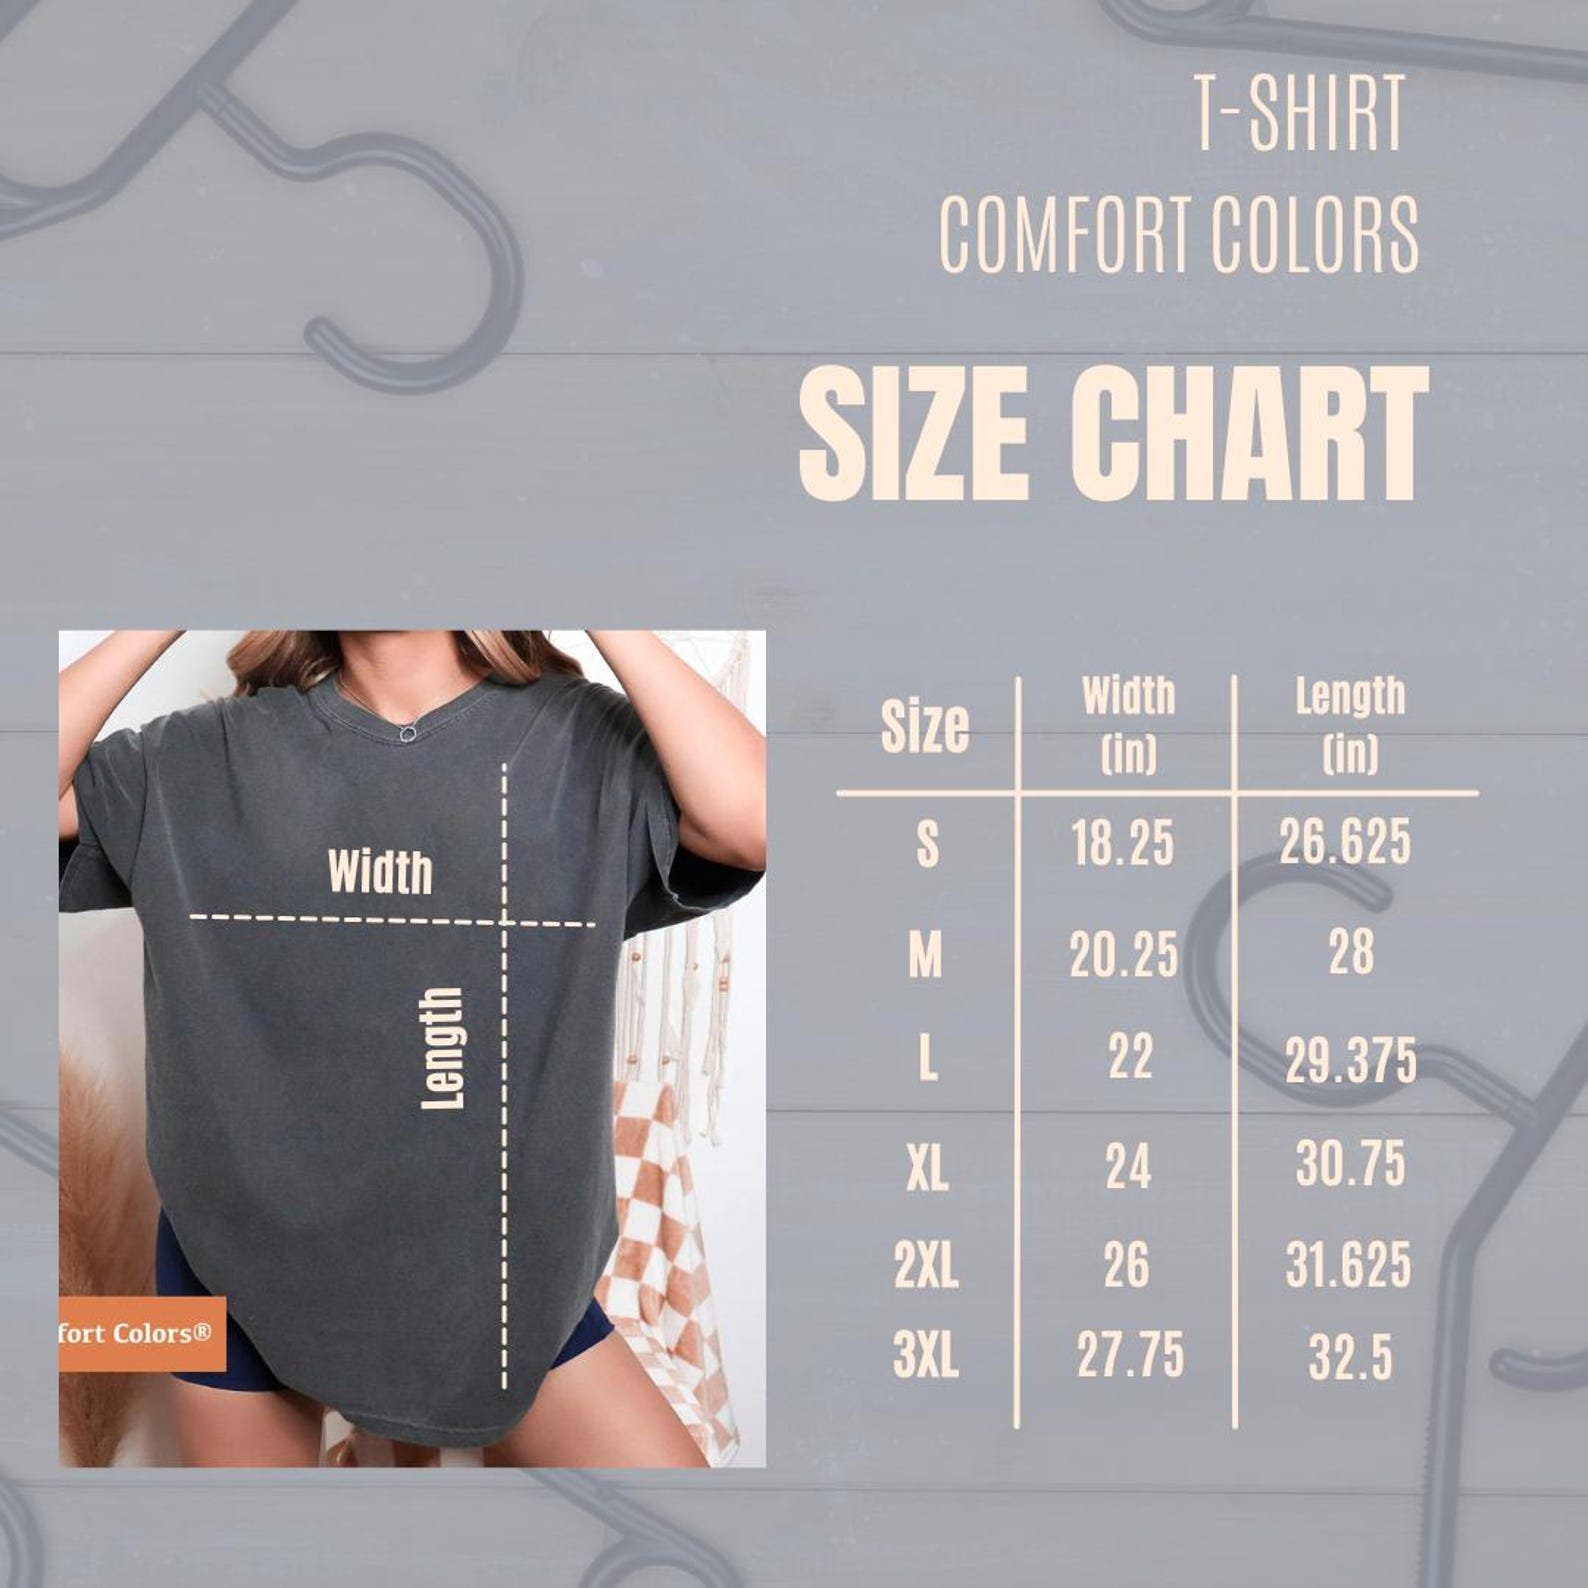 T-SHIRT
COMFORT COLORS
SIZE CHART
Width
Length
fort Colors®
Size Width (in) Length (in)
S 18.25 26.625
M 20.25 28
L 22 29.375
XL 24 30.75
2XL 26 31.625
3XL 27.75 32.5